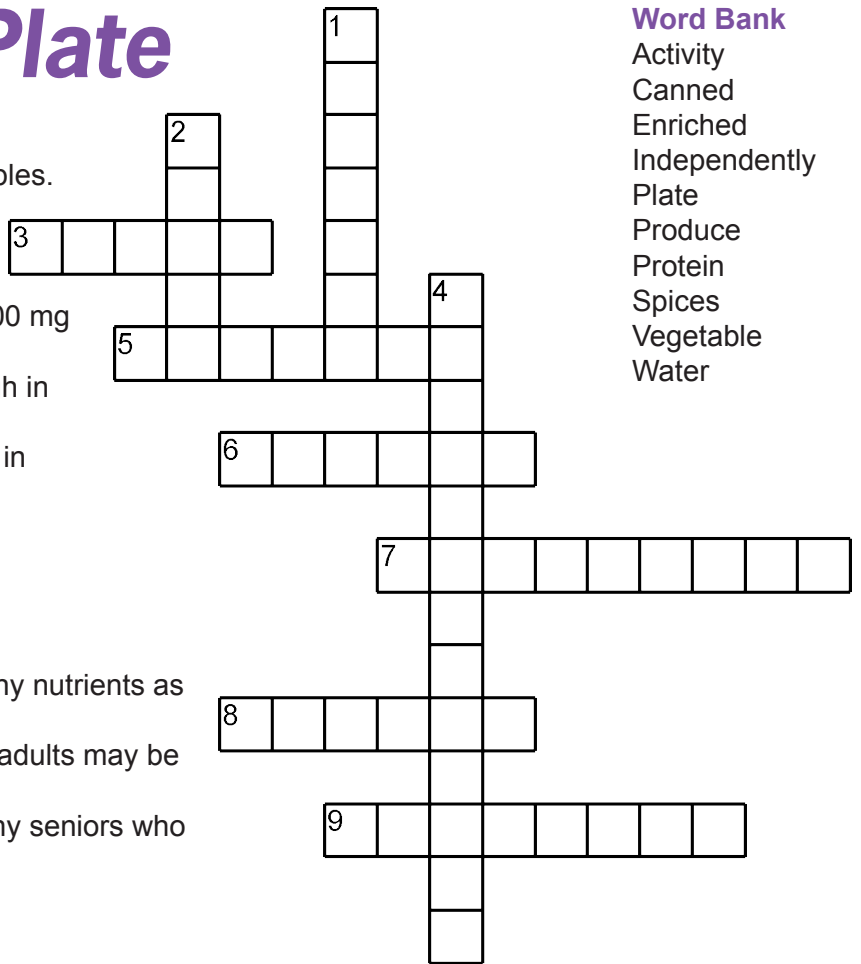 Plate
1
2
3
00 mg
4
5
h in
in
6
7
ny nutrients as
8
adults may be
ny seniors who
9
Word Bank
Activity
Canned
Enriched
Independently
Plate
Produce
Protein
Spices
Vegetable
Water